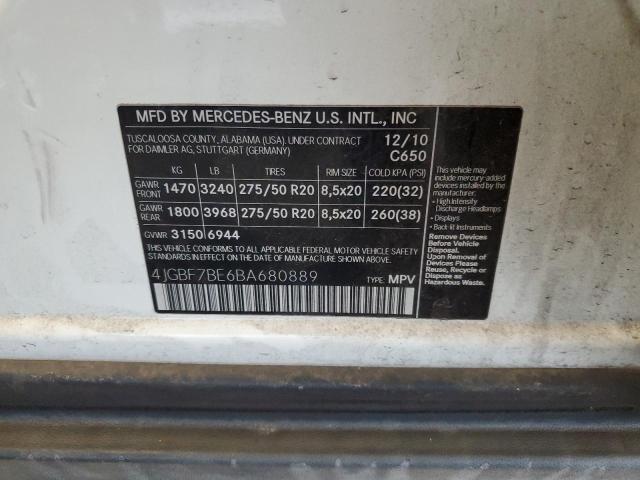 MFD BY MERCEDES-BENZ U.S. INTL., INC
TUSCALOOSA COUNTY, ALABAMA (USA), UNDER CONTRACT 12/10
FOR DAIMLER AG, STUTTGART (GERMANY) C650
KG LB TIRES RIM SIZE COLD KPA (PSI)
GAWR FRONT 1470 3240 275/50 R20 8,5x20 220(32)
GAWR REAR 1800 3968 275/50 R20 8,5x20 260(38)
GVWR 3150 6944
THIS VEHICLE CONFORMS TO ALL APPLICABLE FEDERAL MOTOR VEHICLE SAFETY STANDARDS
IN EFFECT ON THE DATE OF MANUFACTURE SHOWN ABOVE.
4JGBF7BE6BA680889 TYPE: MPV
This vehicle may
include mercury-added
devices installed by
the manufacturer:
• High Intensity
Discharge Headlamps
• Displays
• Back lit Instruments
Remove Devices
Before Vehicle
Disposal.
Upon Removal of
Devices Please
Reuse, Recycle or
Dispose as
Hazardous Waste.